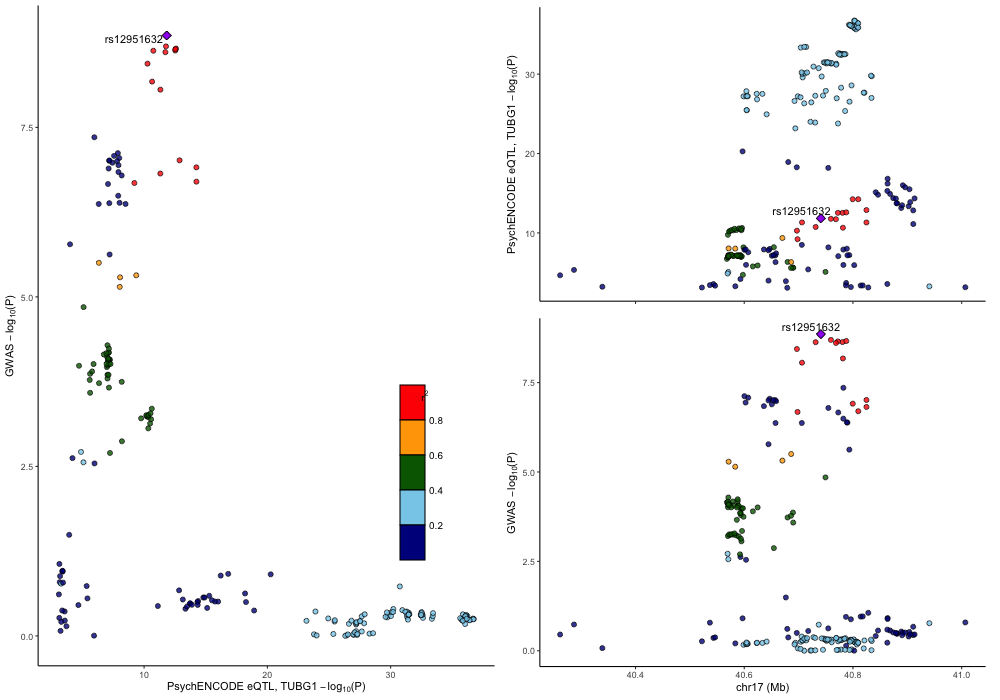 rs12951632
7.5
5.0
2.5
0.0
GWAS − log10(P)
10
20
30
PsychENCODE eQTL, TUBG1 − log10(P)
r2
0.8
0.6
0.4
0.2
rs12951632
30
20
10
PsychENCODE eQTL, TUBG1 − log10(P)
rs12951632
7.5
5.0
2.5
0.0
GWAS − log10(P)
40.4
40.6
40.8
41.0
chr17 (Mb)